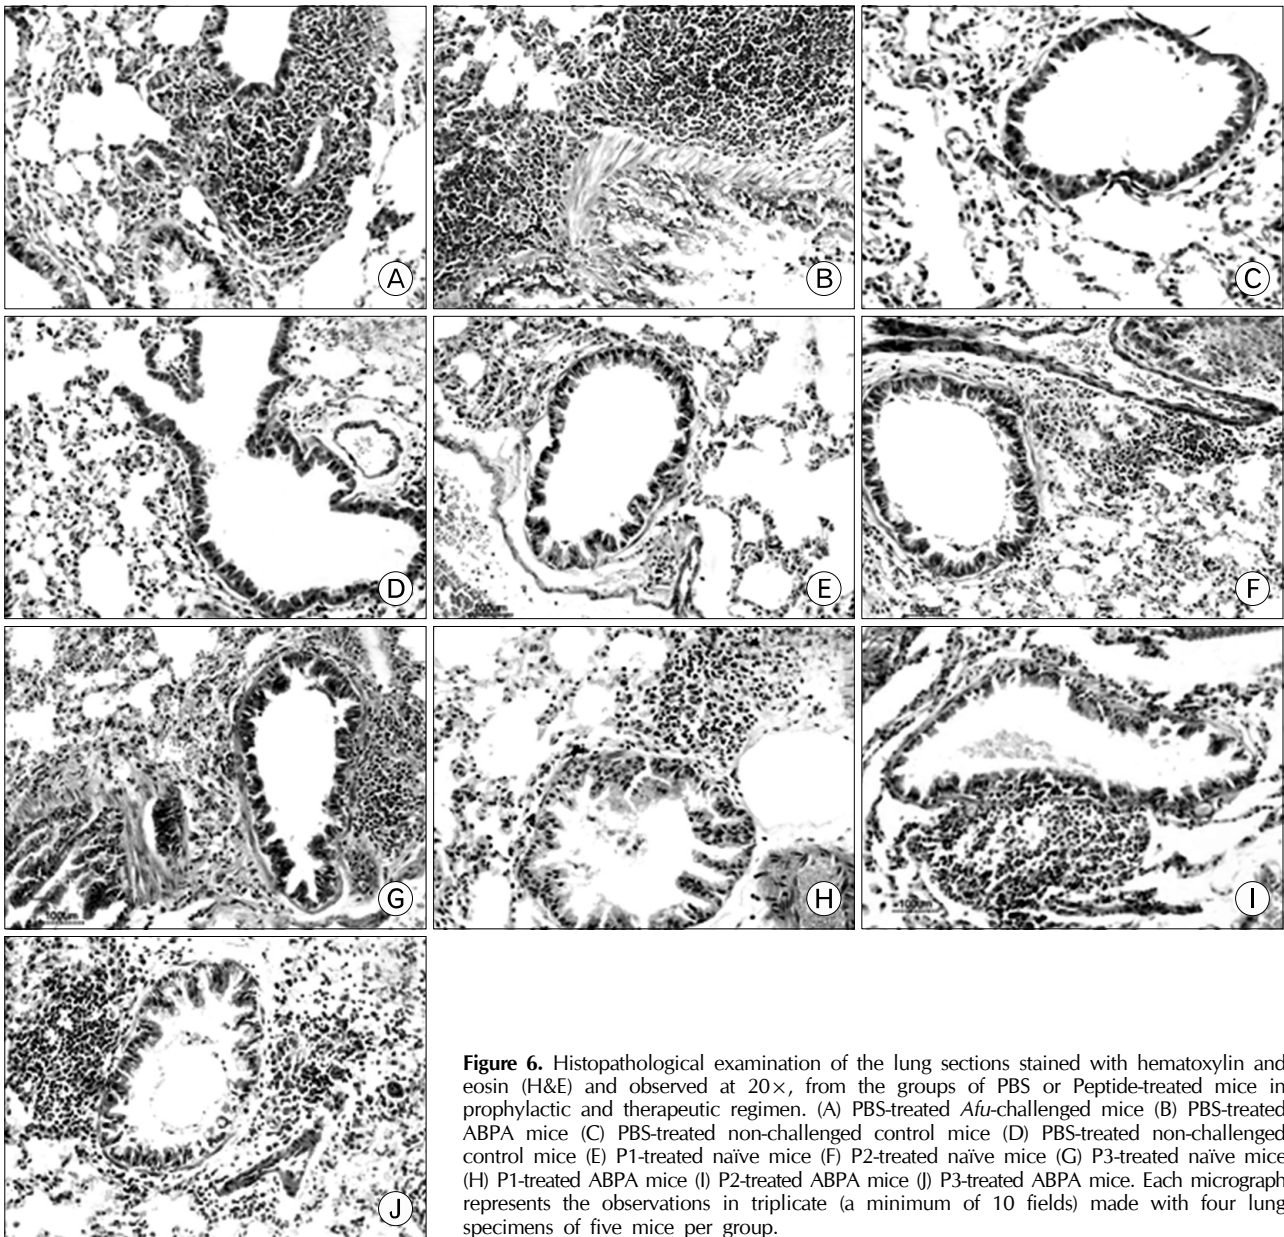 A
B
C
D
E
100um
F
100um
G
100um
H
I
100um
J
Figure 6. Histopathological examination of the lung sections stained with hematoxylin and
eosin (H&E) and observed at 20×, from the groups of PBS or Peptide-treated mice in
prophylactic and therapeutic regimen. (A) PBS-treated Afu-challenged mice (B) PBS-treated
ABPA mice (C) PBS-treated non-challenged control mice (D) PBS-treated non-challenged
control mice (E) P1-treated naïve mice (F) P2-treated naïve mice (G) P3-treated naïve mice
(H) P1-treated ABPA mice (I) P2-treated ABPA mice (J) P3-treated ABPA mice. Each micrograph
represents the observations in triplicate (a minimum of 10 fields) made with four lung
specimens of five mice per group.